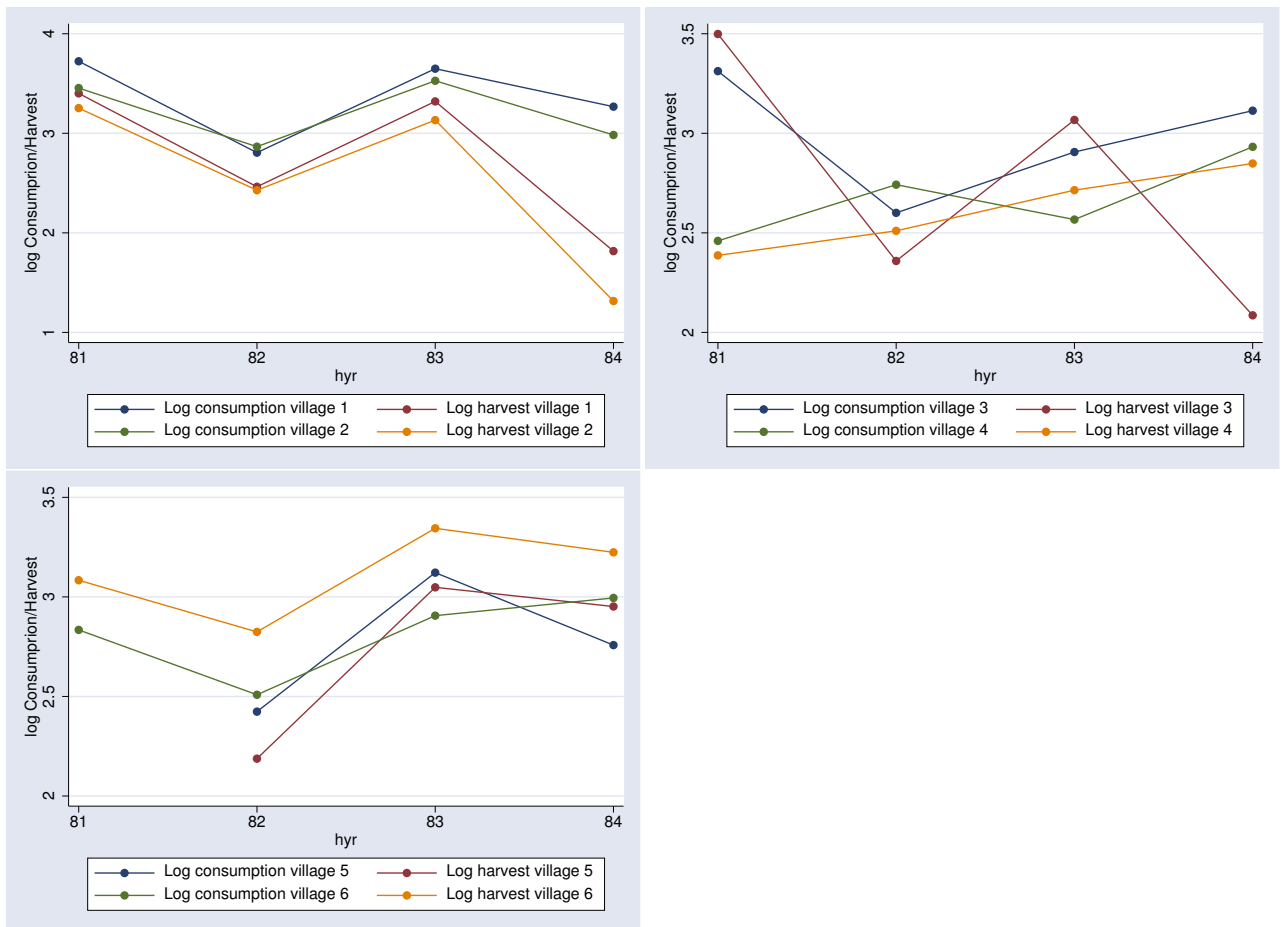 log Consumprion/Harvest
4
3
2
1
81 82 83 84
hyr
Log consumption village 1 Log harvest village 1
Log consumption village 2 Log harvest village 2
log Consumprion/Harvest
3.5
3
2.5
2
81 82 83 84
hyr
Log consumption village 3 Log harvest village 3
Log consumption village 4 Log harvest village 4
log Consumprion/Harvest
3.5
3
2.5
2
81 82 83 84
hyr
Log consumption village 5 Log harvest village 5
Log consumption village 6 Log harvest village 6